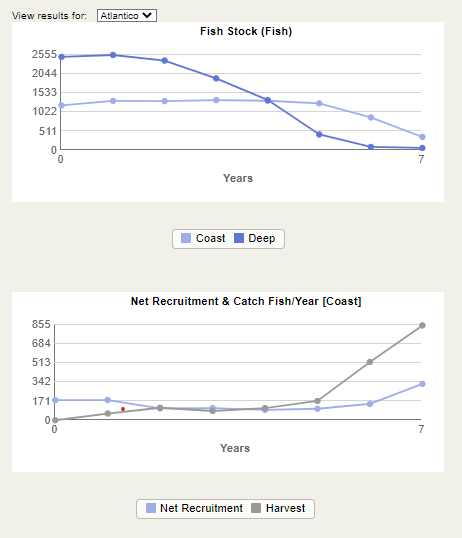 View results for: Atlantico
Fish Stock (Fish)
2555
2044
1533
1022
511
0
0 7
Years
Coast Deep
Net Recruitment & Catch Fish/Year [Coast]
855
684
513
342
171
0
0 7
Years
Net Recruitment Harvest